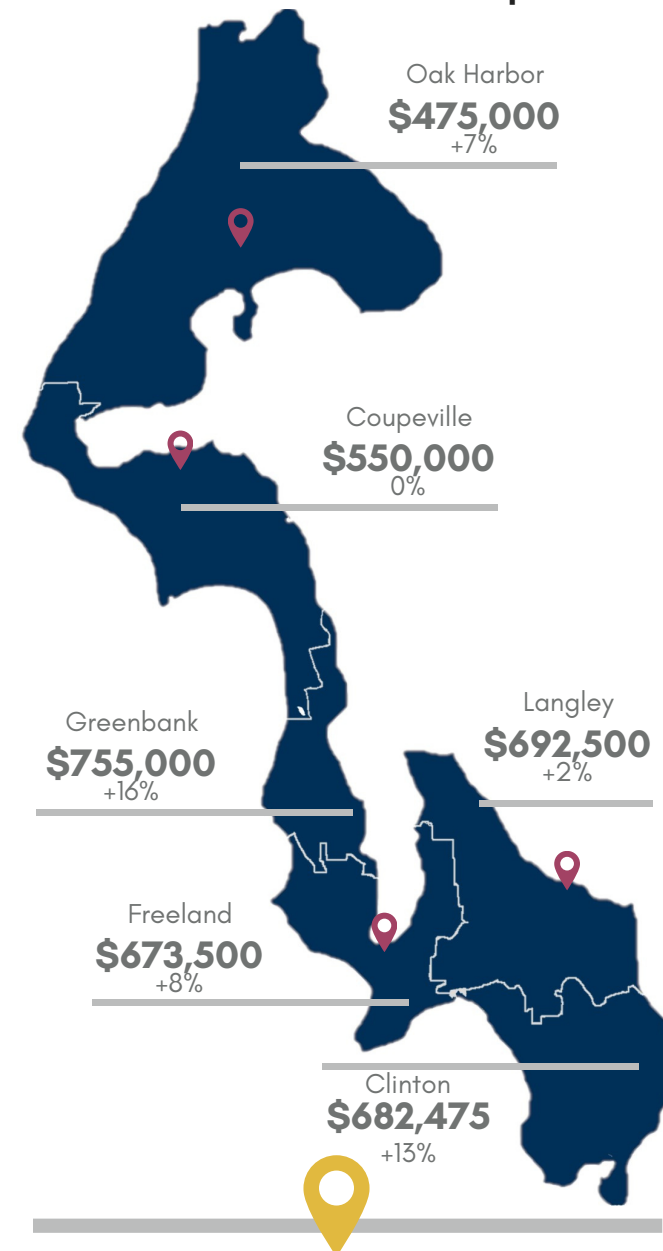 Oak Harbor
$475,000
+7%
Coupeville
$550,000
0%
Langley
$692,500
+2%
Greenbank
$755,000
+16%
Freeland
$673,500
+8%
Clinton
$682,475
+13%